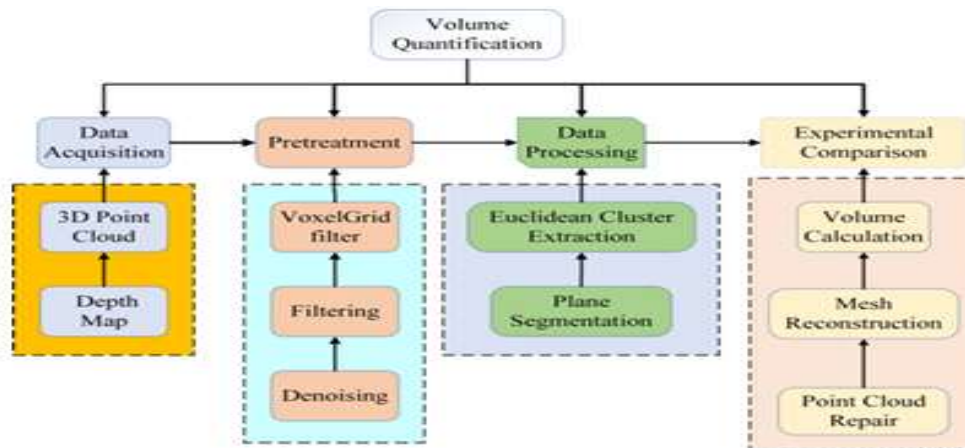 Volume
Quantification
Data
Acquisition
Pretreatment
Data
Processing
Experimental
Comparison
3D Point
Cloud
VoxelGrid
filter
Euclidean Cluster
Extraction
Volume
Calculation
Depth
Map
Filtering
Plane
Segmentation
Mesh
Reconstruction
Denoising
Point Cloud
Repair